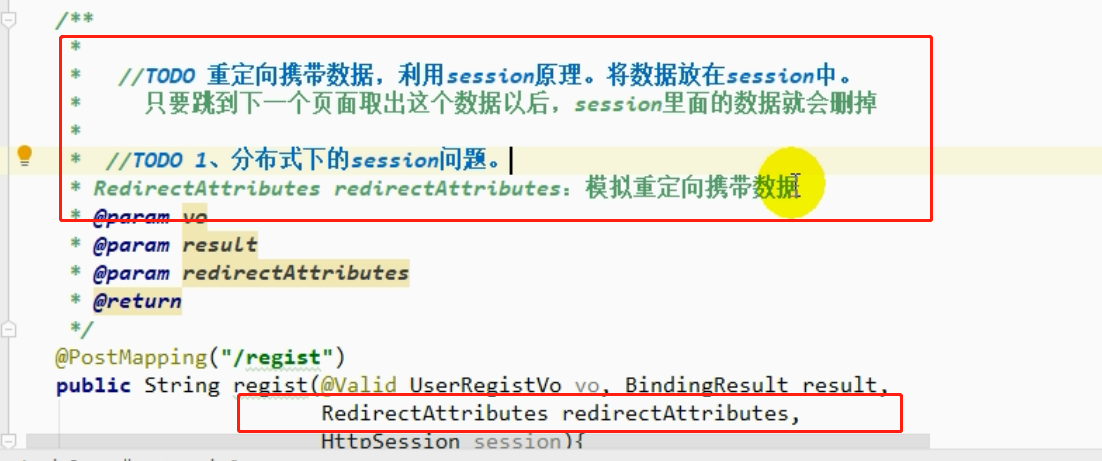 /**
*
* //TODO 重定向携带数据，利用session原理。将数据放在session中。
* 只要跳到下一个页面取出这个数据以后，session里面的数据就会删掉
*
* //TODO 1、分布式下的session问题。
* RedirectAttributes redirectAttributes：模拟重定向携带数据
* @param vo
* @param result
* @param redirectAttributes
* @return
*/
@PostMapping("/regist")
public String regist(@Valid UserRegistVo vo, BindingResult result,
RedirectAttributes redirectAttributes,
HttpSession session){